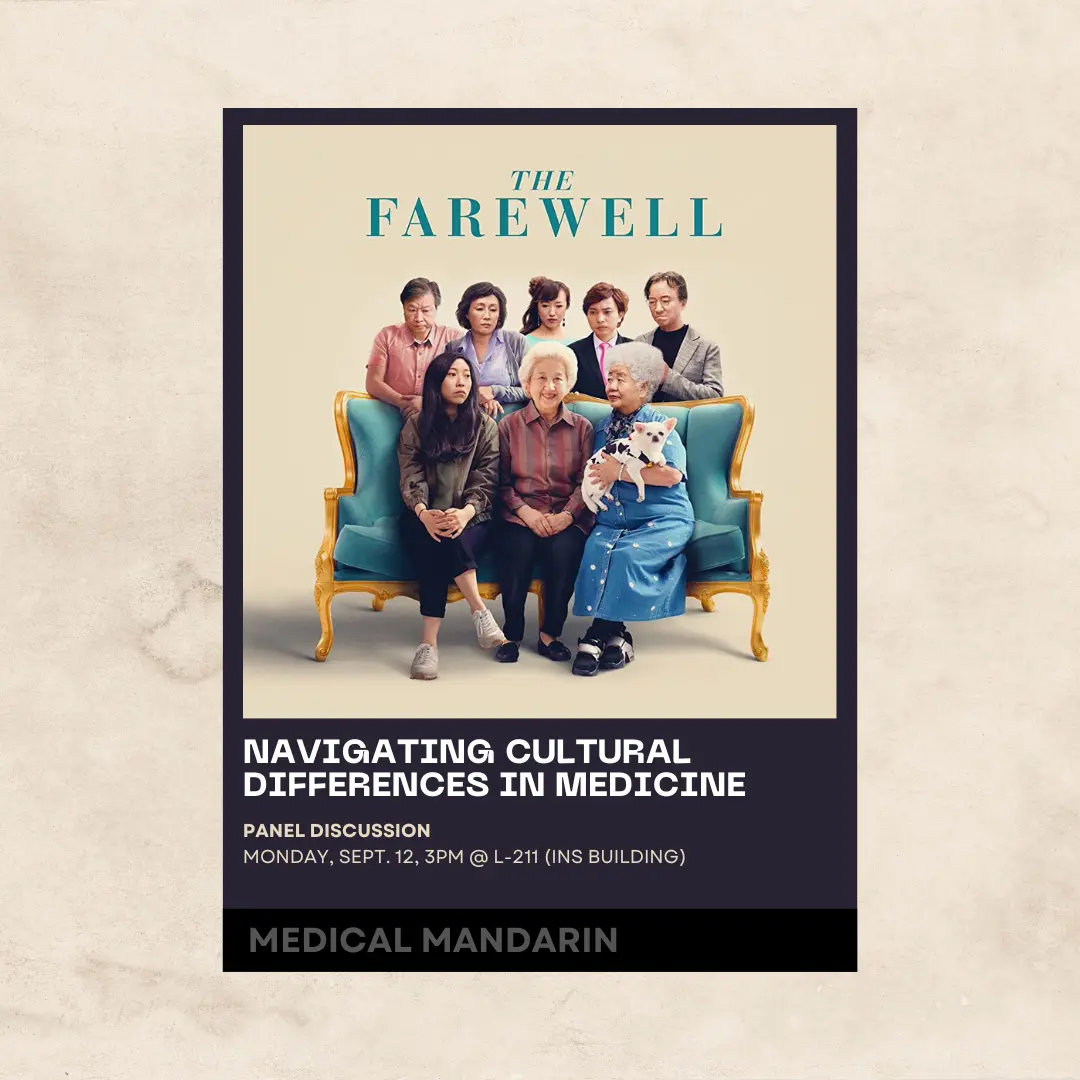 THE
FAREWELL
NAVIGATING CULTURAL
DIFFERENCES IN MEDICINE
PANEL DISCUSSION
MONDAY, SEPT. 12, 3PM @ L-211 (INS BUILDING)
MEDICAL MANDARIN